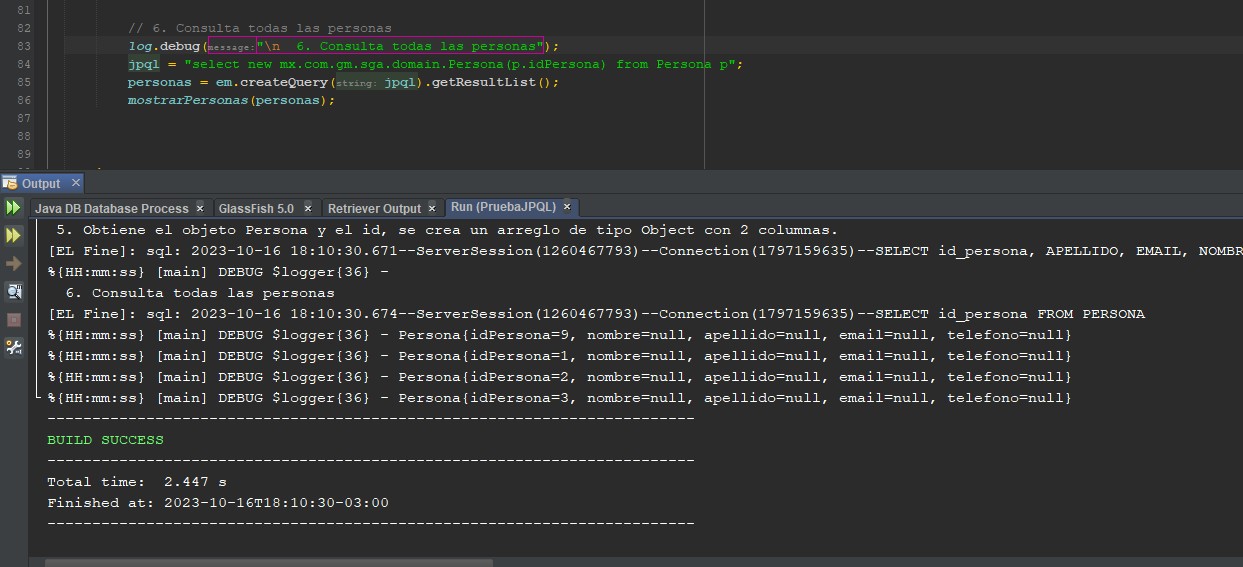 81
82 // 6. Consulta todas las personas
83 log.debug(message:"\n  6. Consulta todas las personas");
84 jpql = "select new mx.com.gm.sga.domain.Persona(p.idPersona) from Persona p";
85 personas = em.createQuery(string: jpql).getResultList();
86 mostrarPersonas(personas);
87
88
89
Output ×
Java DB Database Process × GlassFish 5.0 × Retriever Output × Run (PruebaJPQL) ×
5. Obtiene el objeto Persona y el id, se crea un arreglo de tipo Object con 2 columnas.
[EL Fine]: sql: 2023-10-16 18:10:30.671--ServerSession(1260467793)--Connection(1797159635)--SELECT id_persona, APELLIDO, EMAIL, NOMBR
%{HH:mm:ss} [main] DEBUG $logger{36} -
6. Consulta todas las personas
[EL Fine]: sql: 2023-10-16 18:10:30.674--ServerSession(1260467793)--Connection(1797159635)--SELECT id_persona FROM PERSONA
%{HH:mm:ss} [main] DEBUG $logger{36} - Persona{idPersona=9, nombre=null, apellido=null, email=null, telefono=null}
%{HH:mm:ss} [main] DEBUG $logger{36} - Persona{idPersona=1, nombre=null, apellido=null, email=null, telefono=null}
%{HH:mm:ss} [main] DEBUG $logger{36} - Persona{idPersona=2, nombre=null, apellido=null, email=null, telefono=null}
%{HH:mm:ss} [main] DEBUG $logger{36} - Persona{idPersona=3, nombre=null, apellido=null, email=null, telefono=null}
------------------------------------------------------------------------
BUILD SUCCESS
------------------------------------------------------------------------
Total time:  2.447 s
Finished at: 2023-10-16T18:10:30-03:00
------------------------------------------------------------------------